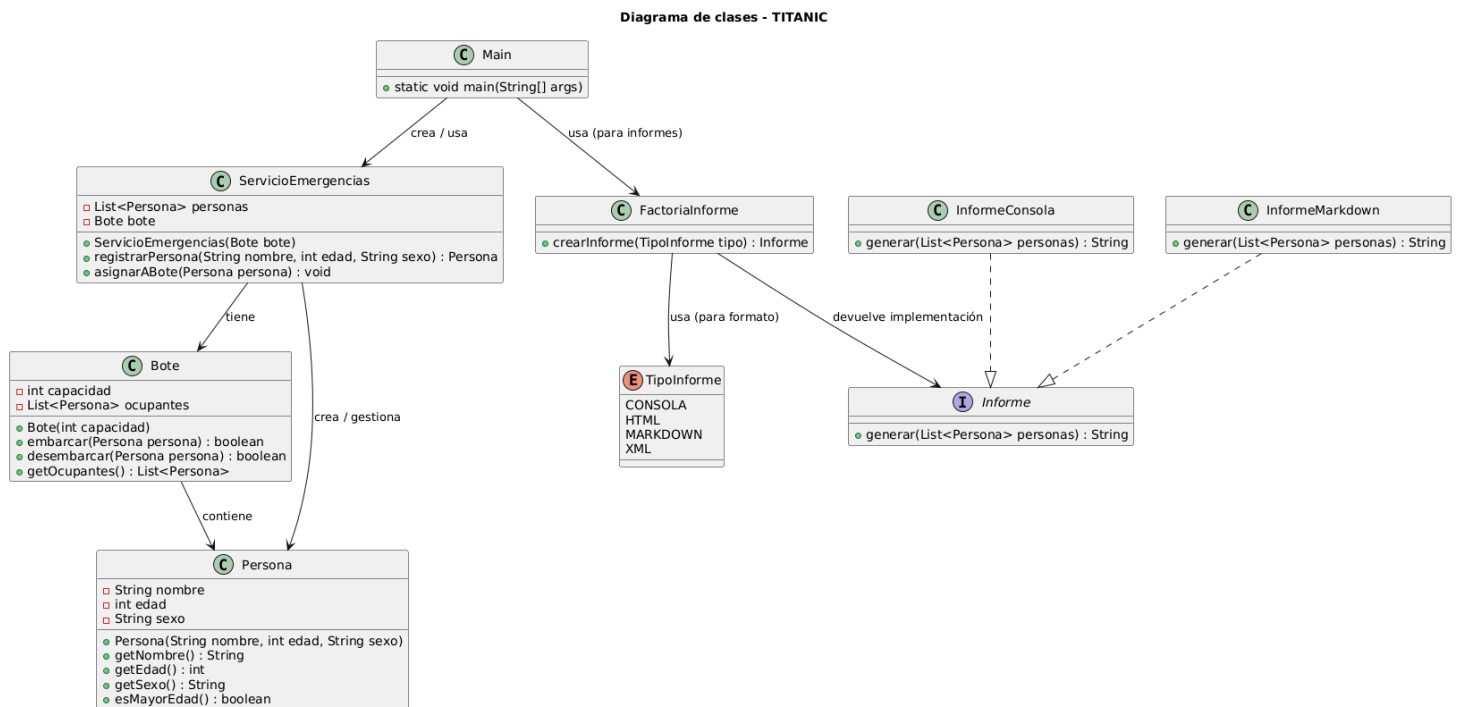 Diagrama de clases - TITANIC
C Main
static void main(String[] args)
crea / usa
usa (para informes)
C ServicioEmergencias
List<Persona> personas
Bote bote
ServicioEmergencias(Bote bote)
registrarPersona(String nombre, int edad, String sexo) : Persona
asignarABote(Persona persona) : void
C FactoriaInforme
crearInforme(TipoInforme tipo) : Informe
C InformeConsola
generar(List<Persona> personas) : String
C InformeMarkdown
generar(List<Persona> personas) : String
tiene
usa (para formato)
devuelve implementación
C Bote
int capacidad
List<Persona> ocupantes
Bote(int capacidad)
embarcar(Persona persona) : boolean
desembarcar(Persona persona) : boolean
getOcupantes() : List<Persona>
crea / gestiona
E TipoInforme
CONSOLA
HTML
MARKDOWN
XML
I Informe
generar(List<Persona> personas) : String
contiene
C Persona
String nombre
int edad
String sexo
Persona(String nombre, int edad, String sexo)
getNombre() : String
getEdad() : int
getSexo() : String
esMayorEdad() : boolean